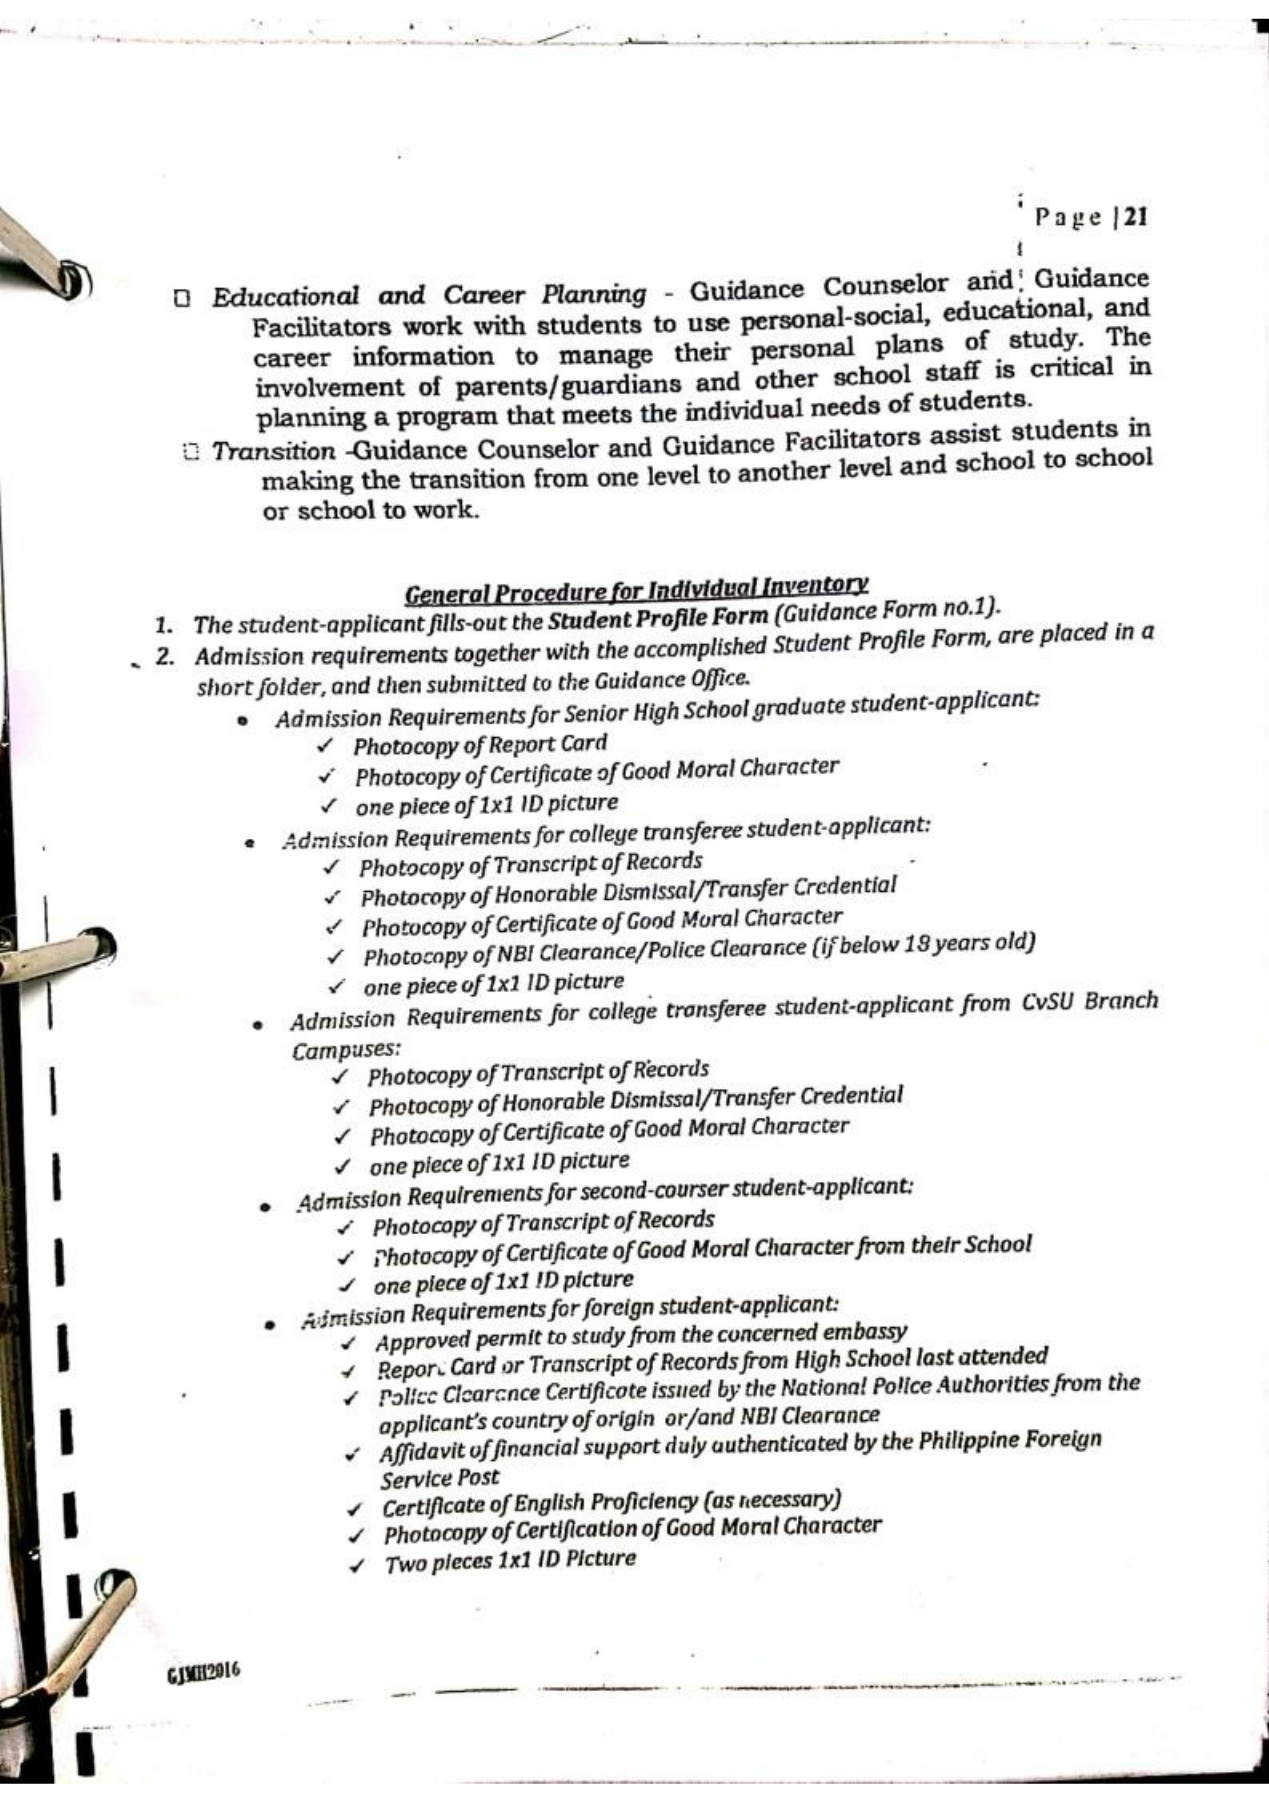 Page |21
Educational and Career Planning - Guidance Counselor and Guidance
Facilitators work with students to use personal-social, educational, and
career information to manage their personal plans of study. The
involvement of parents/guardians and other school staff is critical in
planning a program that meets the individual needs of students.
Transition -Guidance Counselor and Guidance Facilitators assist students in
making the transition from one level to another level and school to school
or school to work.
General Procedure for Individual Inventory
1. The student-applicant fills-out the Student Profile Form (Guidance Form no.1).
2. Admission requirements together with the accomplished Student Profile Form, are placed in a
short folder, and then submitted to the Guidance Office.
• Admission Requirements for Senior High School graduate student-applicant:
✓ Photocopy of Report Card
✓ Photocopy of Certificate of Good Moral Character
✓ one piece of 1x1 ID picture
• Admission Requirements for college transferee student-applicant:
✓ Photocopy of Transcript of Records
✓ Photocopy of Honorable Dismissal/Transfer Credential
✓ Photocopy of Certificate of Good Moral Character
✓ Photocopy of NBI Clearance/Police Clearance (if below 18 years old)
✓ one piece of 1x1 ID picture
• Admission Requirements for college transferee student-applicant from CvSU Branch
Campuses:
✓ Photocopy of Transcript of Records
✓ Photocopy of Honorable Dismissal/Transfer Credential
✓ Photocopy of Certificate of Good Moral Character
✓ one piece of 1x1 ID picture
• Admission Requirements for second-courser student-applicant:
✓ Photocopy of Transcript of Records
✓ Photocopy of Certificate of Good Moral Character from their School
✓ one piece of 1x1 ID picture
• Admission Requirements for foreign student-applicant:
✓ Approved permit to study from the concerned embassy
✓ Report Card or Transcript of Records from High School last attended
✓ Police Clearance Certificate issued by the National Police Authorities from the
applicant's country of origin or/and NBI Clearance
✓ Affidavit of financial support duly authenticated by the Philippine Foreign
Service Post
✓ Certificate of English Proficiency (as necessary)
✓ Photocopy of Certification of Good Moral Character
✓ Two pieces 1x1 ID Picture
GJMH2016